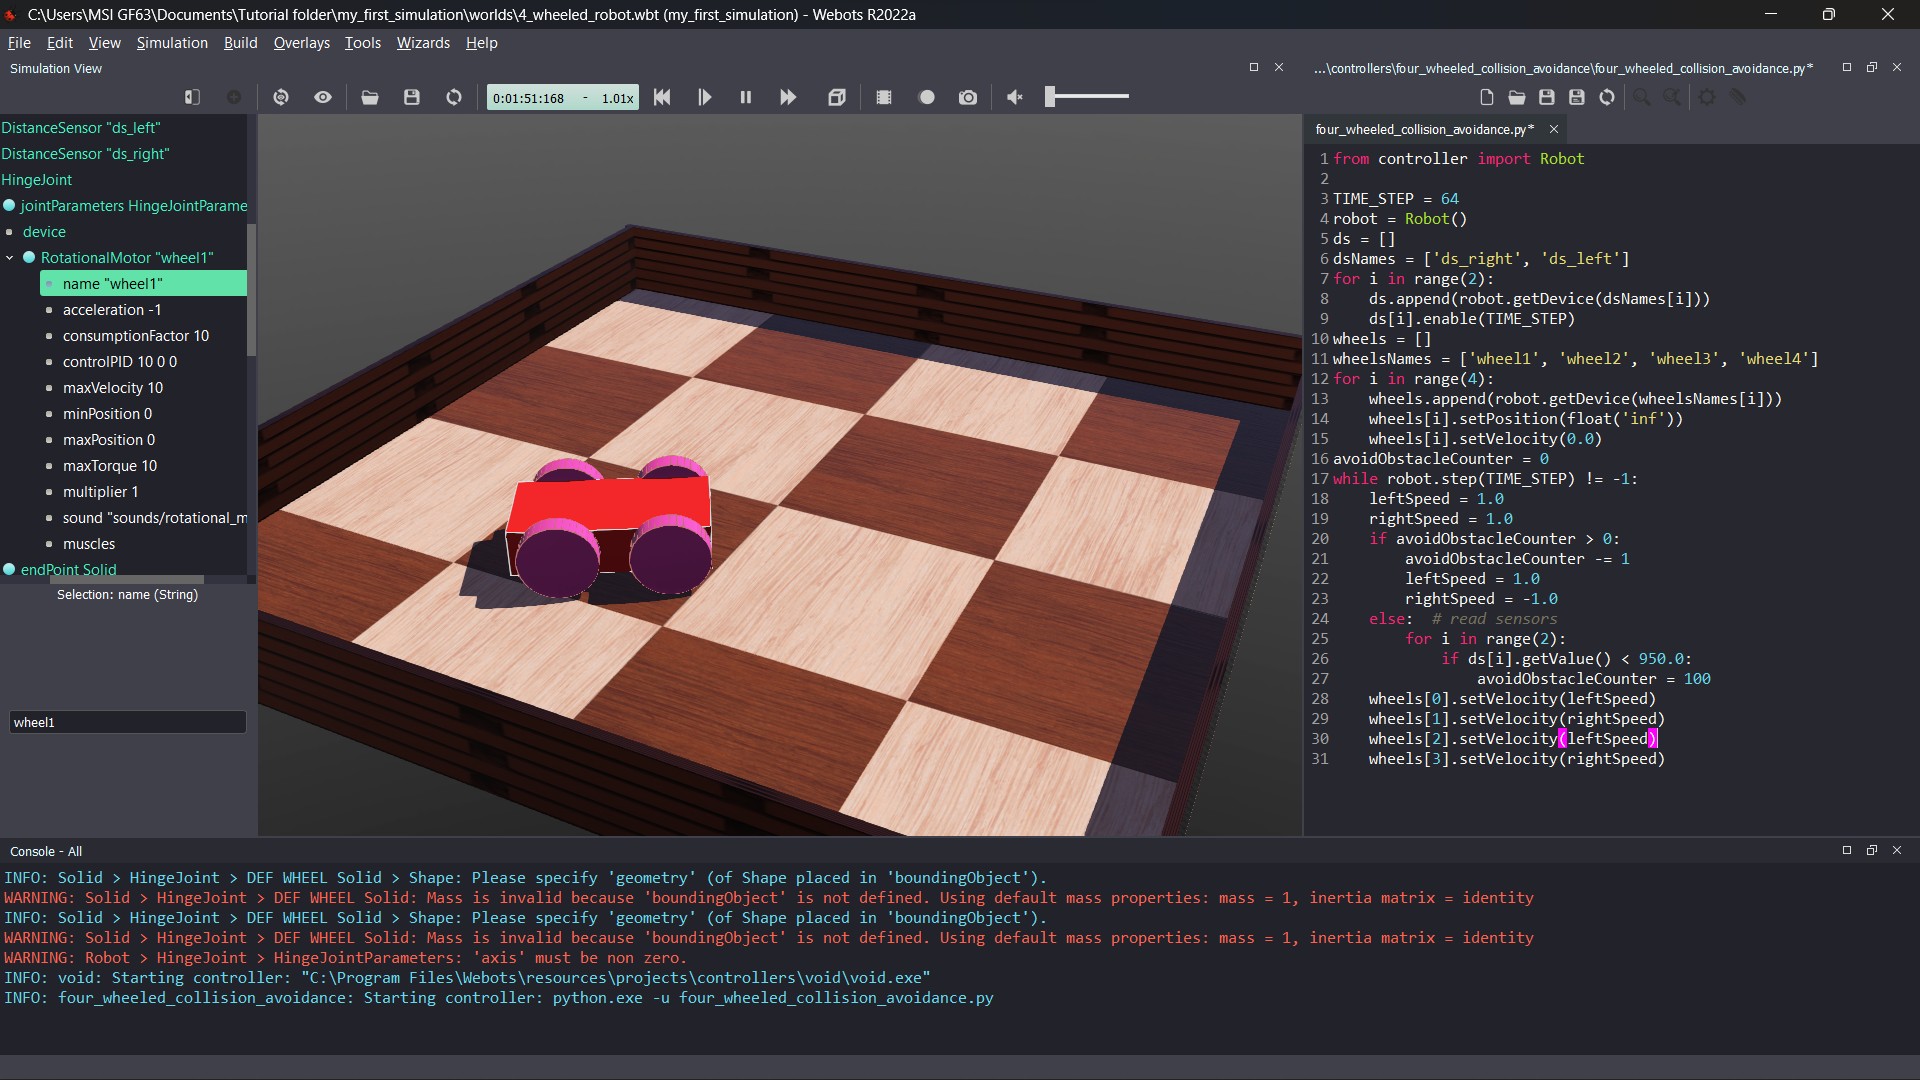 C:\Users\MSI GF63\Documents\Tutorial folder\my_first_simulation\worlds\4_wheeled_robot.wbt (my_first_simulation) - Webots R2022a
File Edit View Simulation Build Overlays Tools Wizards Help
Simulation View
0:01:51:168 - 1.01x
DistanceSensor "ds_left"
DistanceSensor "ds_right"
HingeJoint
jointParameters HingeJointParame
device
RotationalMotor "wheel1"
name "wheel1"
acceleration -1
consumptionFactor 10
controlPID 10 0 0
maxVelocity 10
minPosition 0
maxPosition 0
maxTorque 10
multiplier 1
sound "sounds/rotational_m
muscles
endPoint Solid
Selection: name (String)
wheel1
...\controllers\four_wheeled_collision_avoidance\four_wheeled_collision_avoidance.py*
four_wheeled_collision_avoidance.py*
1 from controller import Robot
2
3 TIME_STEP = 64
4 robot = Robot()
5 ds = []
6 dsNames = ['ds_right', 'ds_left']
7 for i in range(2):
8     ds.append(robot.getDevice(dsNames[i]))
9     ds[i].enable(TIME_STEP)
10 wheels = []
11 wheelsNames = ['wheel1', 'wheel2', 'wheel3', 'wheel4']
12 for i in range(4):
13     wheels.append(robot.getDevice(wheelsNames[i]))
14     wheels[i].setPosition(float('inf'))
15     wheels[i].setVelocity(0.0)
16 avoidObstacleCounter = 0
17 while robot.step(TIME_STEP) != -1:
18     leftSpeed = 1.0
19     rightSpeed = 1.0
20     if avoidObstacleCounter > 0:
21         avoidObstacleCounter -= 1
22         leftSpeed = 1.0
23         rightSpeed = -1.0
24     else:  # read sensors
25         for i in range(2):
26             if ds[i].getValue() < 950.0:
27                 avoidObstacleCounter = 100
28     wheels[0].setVelocity(leftSpeed)
29     wheels[1].setVelocity(rightSpeed)
30     wheels[2].setVelocity(leftSpeed)
31     wheels[3].setVelocity(rightSpeed)
Console - All
INFO: Solid > HingeJoint > DEF WHEEL Solid > Shape: Please specify 'geometry' (of Shape placed in 'boundingObject').
WARNING: Solid > HingeJoint > DEF WHEEL Solid: Mass is invalid because 'boundingObject' is not defined. Using default mass properties: mass = 1, inertia matrix = identity
INFO: Solid > HingeJoint > DEF WHEEL Solid > Shape: Please specify 'geometry' (of Shape placed in 'boundingObject').
WARNING: Solid > HingeJoint > DEF WHEEL Solid: Mass is invalid because 'boundingObject' is not defined. Using default mass properties: mass = 1, inertia matrix = identity
WARNING: Robot > HingeJoint > HingeJointParameters: 'axis' must be non zero.
INFO: void: Starting controller: "C:\Program Files\Webots\resources\projects\controllers\void\void.exe"
INFO: four_wheeled_collision_avoidance: Starting controller: python.exe -u four_wheeled_collision_avoidance.py